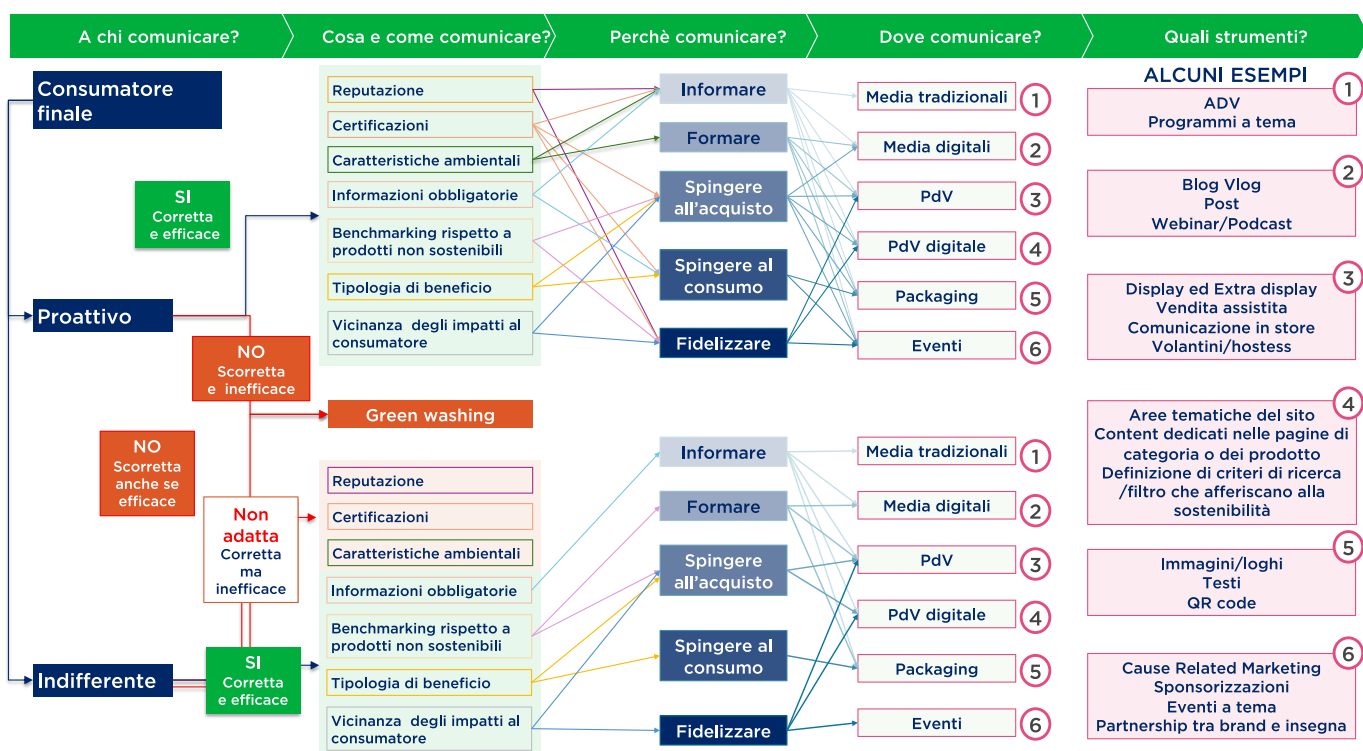 A chi comunicare?
Cosa e come comunicare?
Perchè comunicare?
Dove comunicare?
Quali strumenti?
Consumatore
finale
SI
Corretta
e efficace
Proattivo
NO
Scorretta
e inefficace
NO
Scorretta
anche se
efficace
Non
adatta
Corretta
ma
inefficace
SI
Corretta
e efficace
Indifferente
Reputazione
Certificazioni
Caratteristiche ambientali
Informazioni obbligatorie
Benchmarking rispetto a
prodotti non sostenibili
Tipologia di beneficio
Vicinanza degli impatti al
consumatore
Green washing
Reputazione
Certificazioni
Caratteristiche ambientali
Informazioni obbligatorie
Benchmarking rispetto a
prodotti non sostenibili
Tipologia di beneficio
Vicinanza degli impatti al
consumatore
Informare
Formare
Spingere
all'acquisto
Spingere al
consumo
Fidelizzare
Informare
Formare
Spingere
all'acquisto
Spingere al
consumo
Fidelizzare
Media tradizionali 1
Media digitali 2
PdV 3
PdV digitale 4
Packaging 5
Eventi 6
Media tradizionali 1
Media digitali 2
PdV 3
PdV digitale 4
Packaging 5
Eventi 6
ALCUNI ESEMPI
1
ADV
Programmi a tema
2
Blog Vlog
Post
Webinar/Podcast
3
Display ed Extra display
Vendita assistita
Comunicazione in store
Volantini/hostess
4
Aree tematiche del sito
Content dedicati nelle pagine di
categoria o dei prodotto
Definizione di criteri di ricerca
/filtro che afferiscano alla
sostenibilità
5
Immagini/loghi
Testi
QR code
6
Cause Related Marketing
Sponsorizzazioni
Eventi a tema
Partnership tra brand e insegna